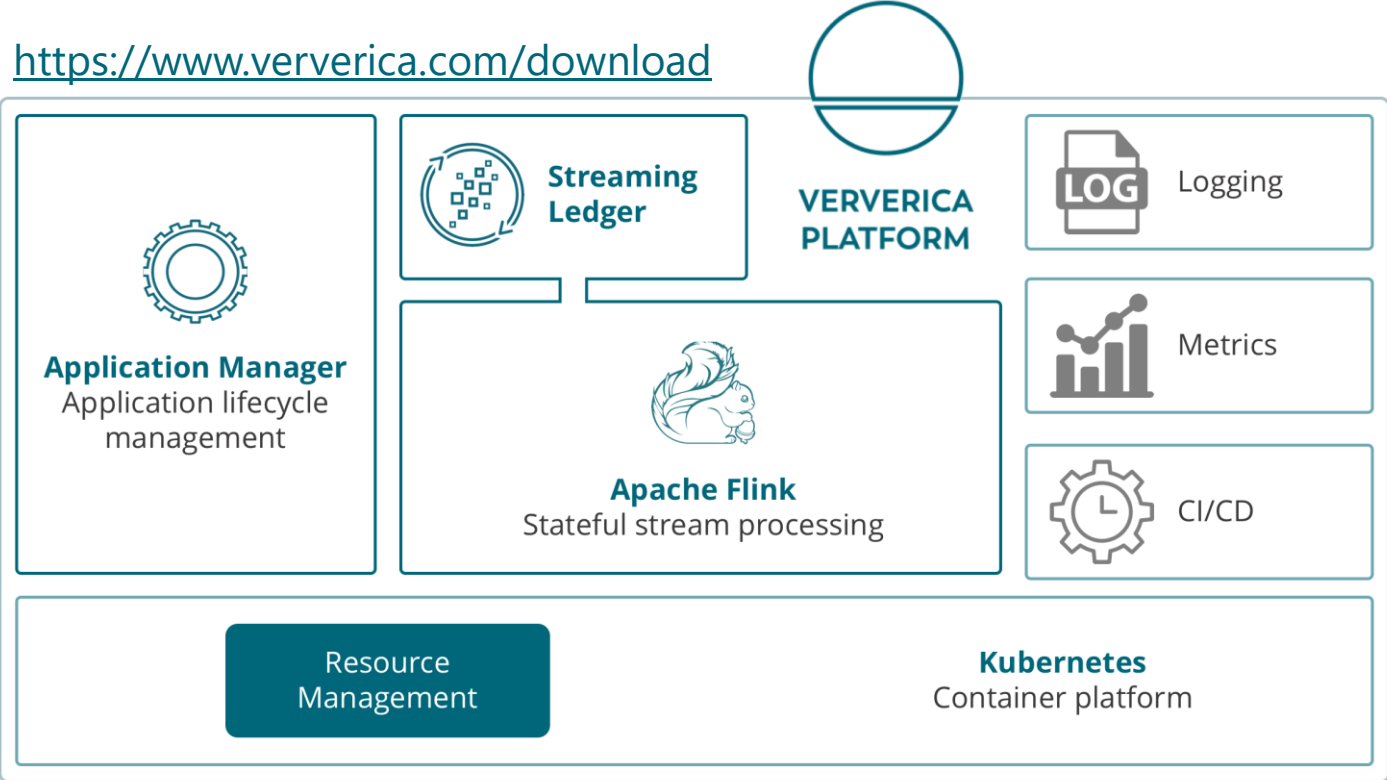 https://www.ververica.com/download
Application Manager
Application lifecycle
management
Streaming
Ledger
VERVERICA
PLATFORM
Apache Flink
Stateful stream processing
LOG
Logging
Metrics
CI/CD
Resource
Management
Kubernetes
Container platform